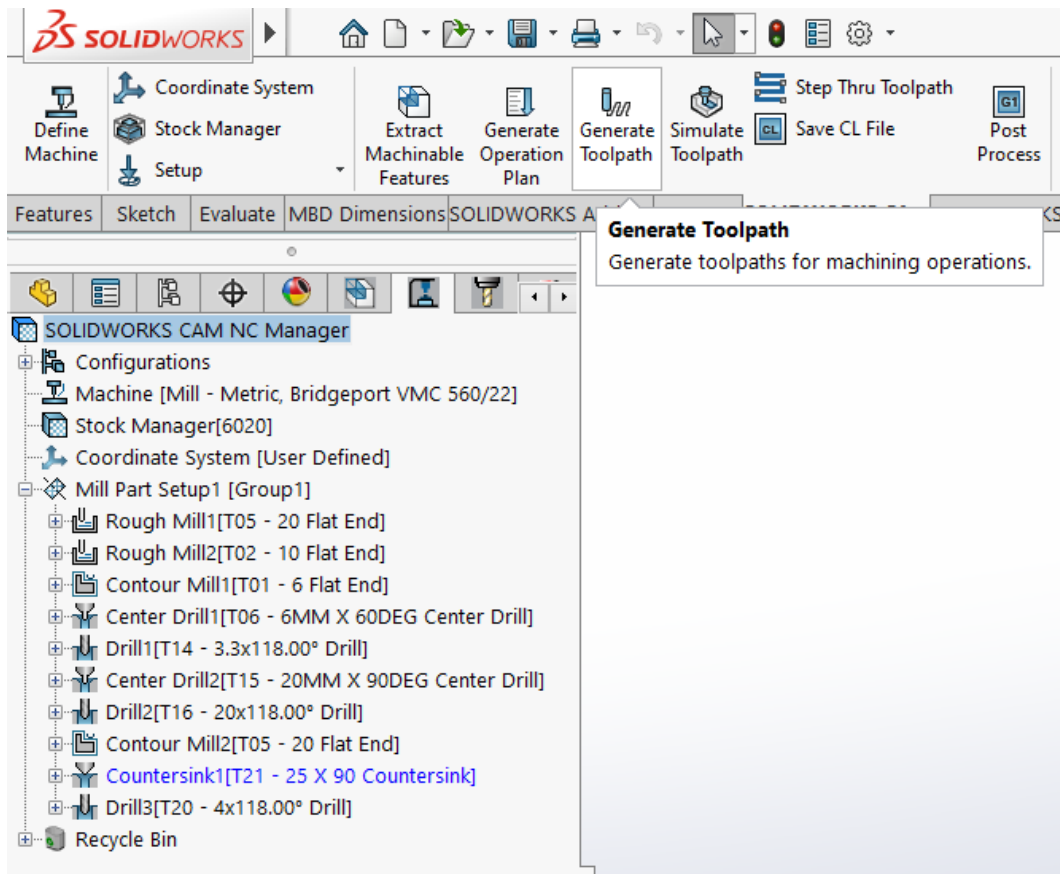 SOLIDWORKS
Define
Machine
Coordinate System
Stock Manager
Setup
Extract
Machinable
Features
Generate
Operation
Plan
Generate
Toolpath
Simulate
Toolpath
Step Thru Toolpath
CL Save CL File
G1
Post
Process
Features Sketch Evaluate MBD Dimensions SOLIDWORKS
Generate Toolpath
Generate toolpaths for machining operations.
SOLIDWORKS CAM NC Manager
Configurations
Machine [Mill - Metric, Bridgeport VMC 560/22]
Stock Manager[6020]
Coordinate System [User Defined]
Mill Part Setup1 [Group1]
Rough Mill1[T05 - 20 Flat End]
Rough Mill2[T02 - 10 Flat End]
Contour Mill1[T01 - 6 Flat End]
Center Drill1[T06 - 6MM X 60DEG Center Drill]
Drill1[T14 - 3.3x118.00° Drill]
Center Drill2[T15 - 20MM X 90DEG Center Drill]
Drill2[T16 - 20x118.00° Drill]
Contour Mill2[T05 - 20 Flat End]
Countersink1[T21 - 25 X 90 Countersink]
Drill3[T20 - 4x118.00° Drill]
Recycle Bin